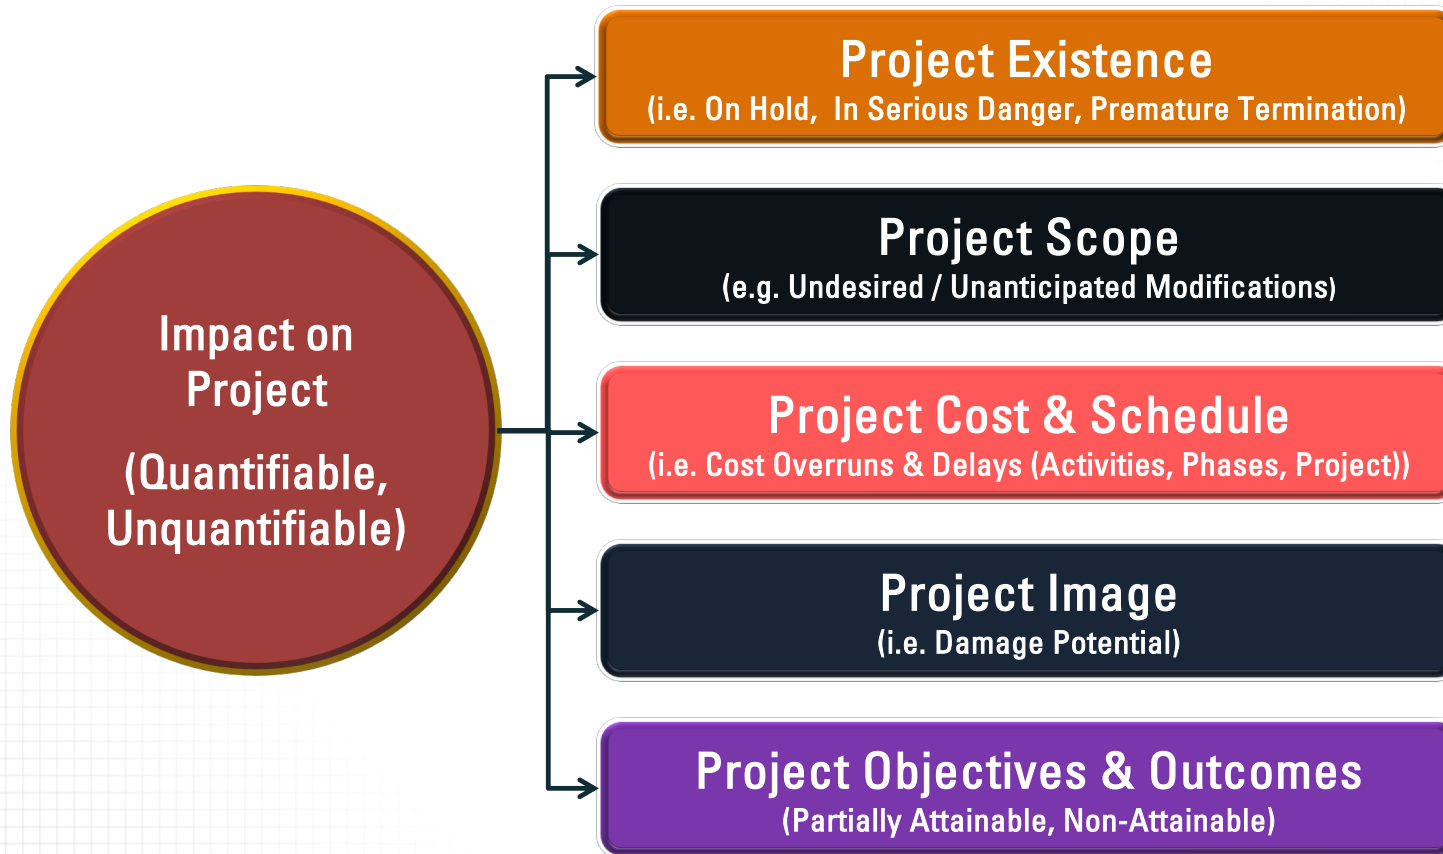 Impact on
Project
(Quantifiable,
Unquantifiable)
Project Existence
(i.e. On Hold,  In Serious Danger, Premature Termination)
Project Scope
(e.g. Undesired / Unanticipated Modifications)
Project Cost & Schedule
(i.e. Cost Overruns & Delays (Activities, Phases, Project))
Project Image
(i.e. Damage Potential)
Project Objectives & Outcomes
(Partially Attainable, Non-Attainable)